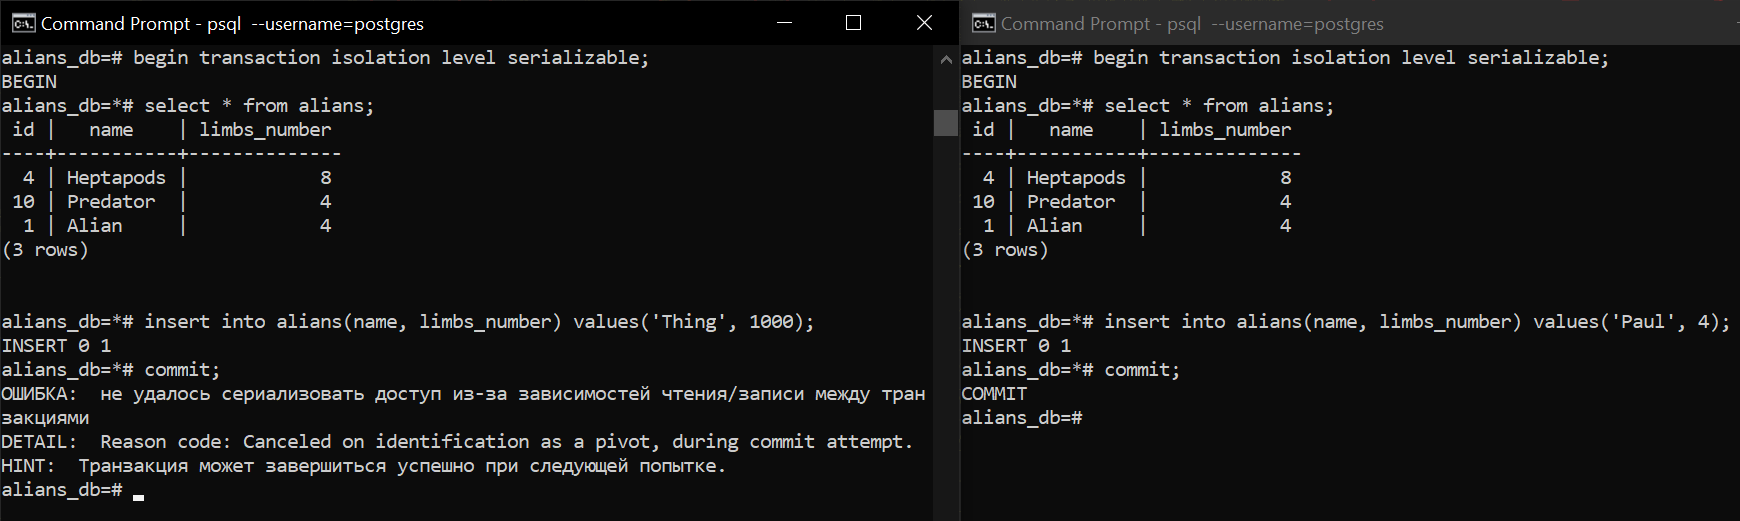 Command Prompt - psql  --username=postgres
alians_db=# begin transaction isolation level serializable;
BEGIN
alians_db=*# select * from alians;
 id |   name    | limbs_number
----+-----------+--------------
  4 | Heptapods |            8
 10 | Predator  |            4
  1 | Alian     |            4
(3 rows)
alians_db=*# insert into alians(name, limbs_number) values('Thing', 1000);
INSERT 0 1
alians_db=*# commit;
ОШИБКА:  не удалось сериализовать доступ из-за зависимостей чтения/записи между тран
закциями
DETAIL:  Reason code: Canceled on identification as a pivot, during commit attempt.
HINT:  Транзакция может завершиться успешно при следующей попытке.
alians_db=#
Command Prompt - psql  --username=postgres
alians_db=# begin transaction isolation level serializable;
BEGIN
alians_db=*# select * from alians;
 id |   name    | limbs_number
----+-----------+--------------
  4 | Heptapods |            8
 10 | Predator  |            4
  1 | Alian     |            4
(3 rows)
alians_db=*# insert into alians(name, limbs_number) values('Paul', 4);
INSERT 0 1
alians_db=*# commit;
COMMIT
alians_db=#